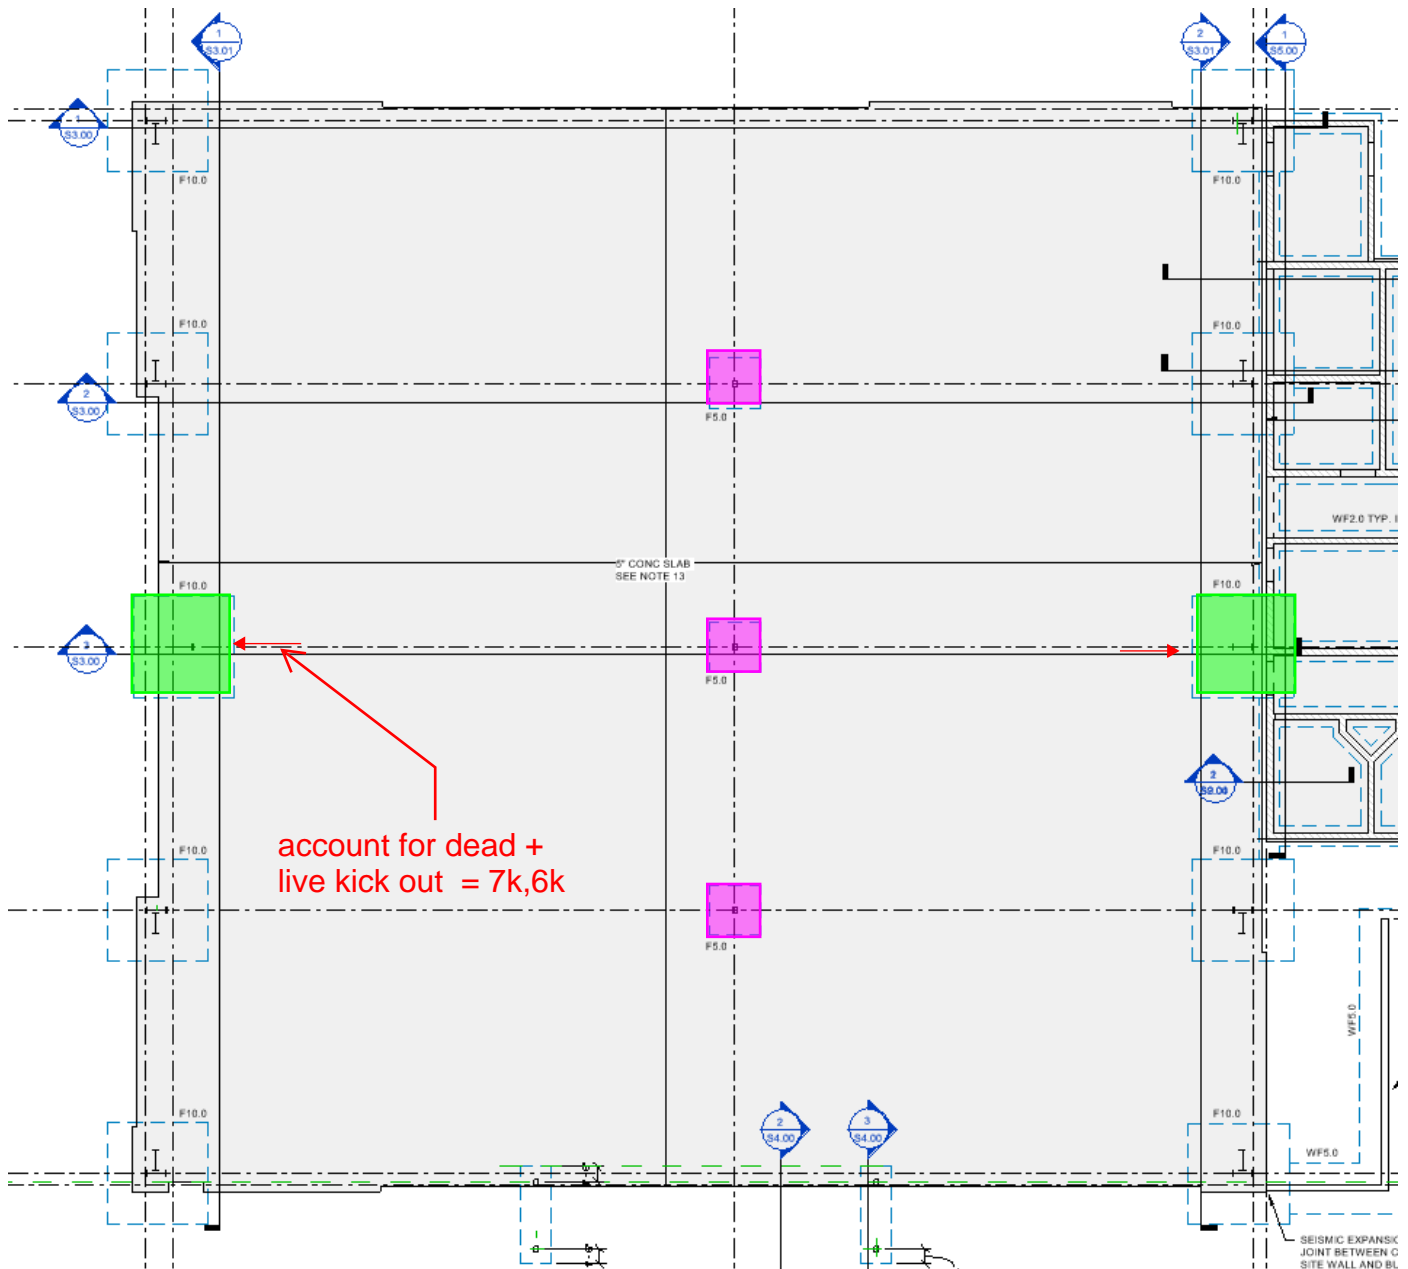 1
S3.01
2
S3.01
1
S5.00
1
S3.00
F10.0
F10.0
F10.0
F10.0
2
S3.00
F5.0
WF2.0 TYP.
5" CONC SLAB
SEE NOTE 13
F10.0
F10.0
3
S3.00
F5.0
2
account for dead +
live kick out = 7k,6k
F10.0
F10.0
F5.0
WF5.0
F10.0
F10.0
2
S4.00
3
S4.00
WF5.0
SEISMIC
JOINT BETWEEN
SITE WALL AND